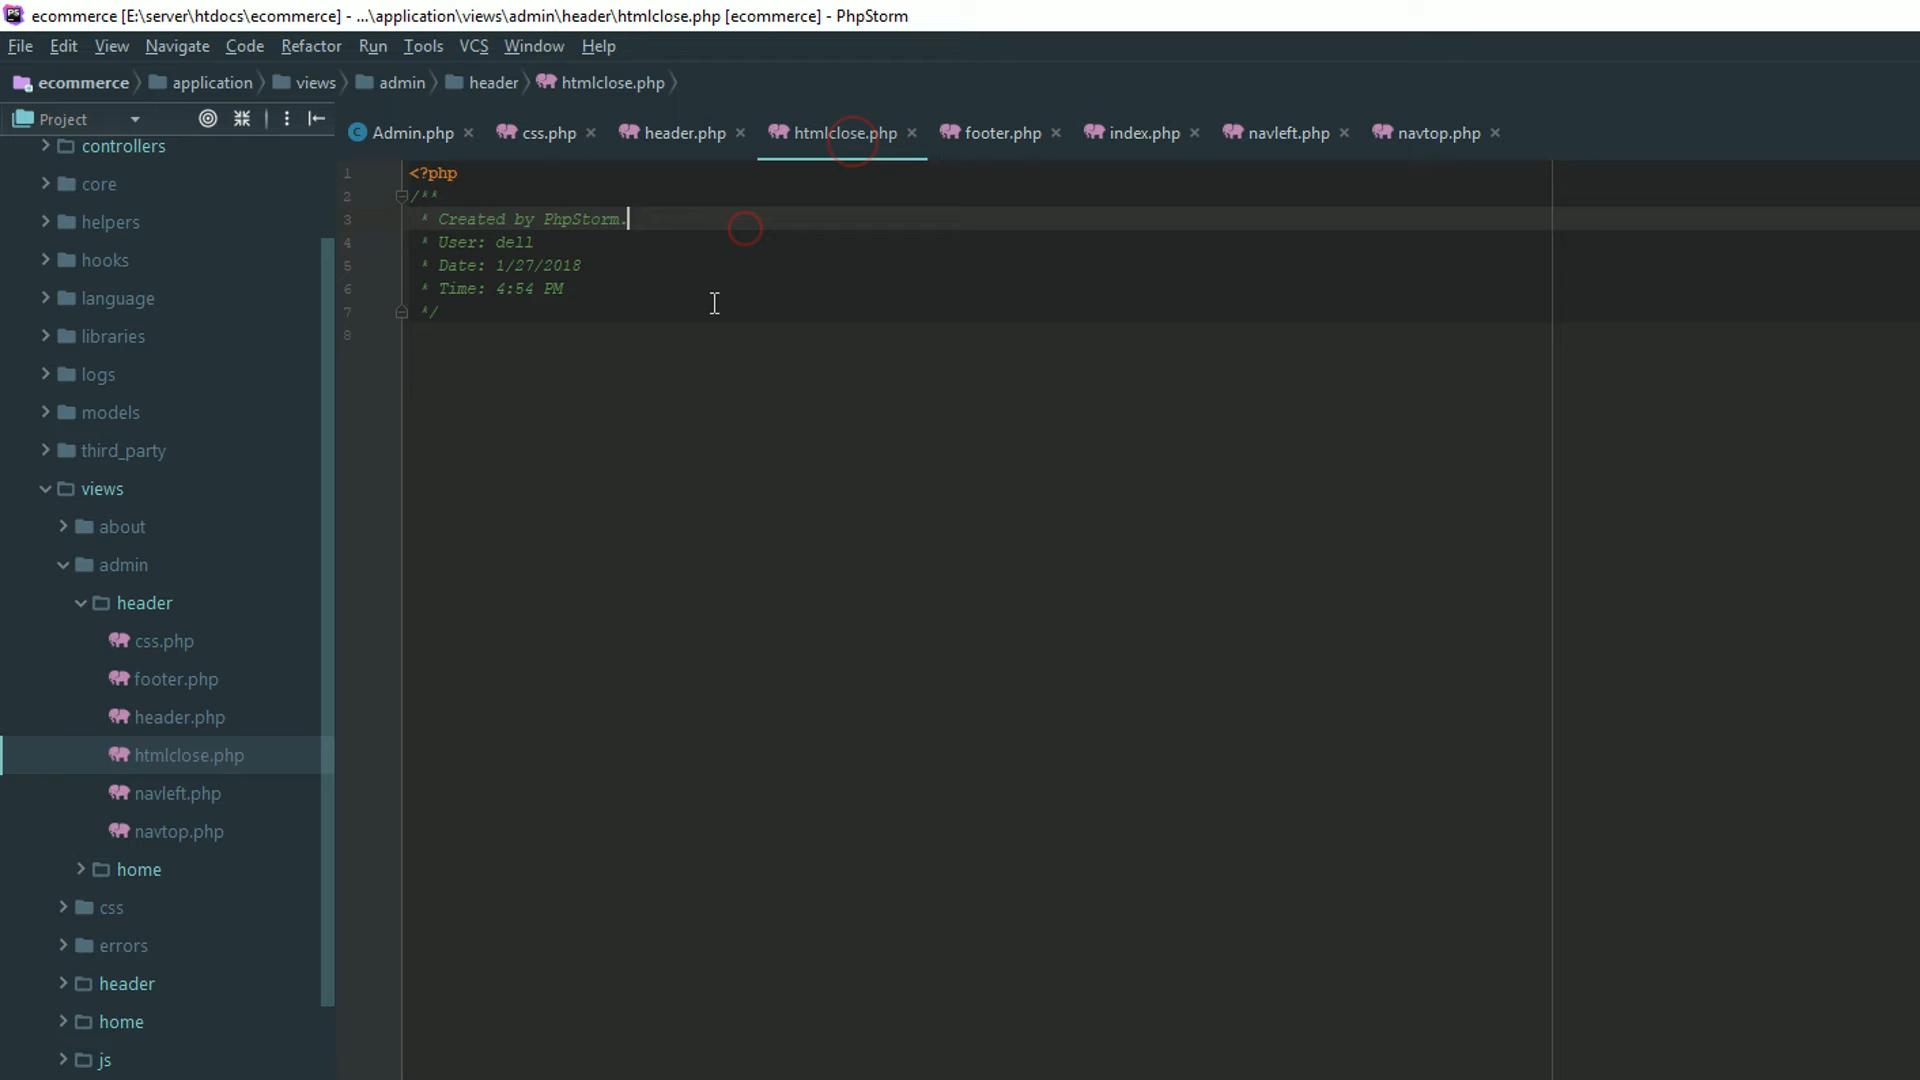 PS ecommerce [E:\server\htdocs\ecommerce] - ...\application\views\admin\header\htmlclose.php [ecommerce] - PhpStorm
File Edit View Navigate Code Refactor Run Tools VCS Window Help
ecommerce application views admin header htmlclose.php
Project
C Admin.php css.php header.php htmlclose.php footer.php index.php navleft.php navtop.php
controllers
core
helpers
hooks
language
libraries
logs
models
third_party
views
about
admin
header
css.php
footer.php
header.php
htmlclose.php
navleft.php
navtop.php
home
css
errors
header
home
js
1 <?php
2 /**
3 * Created by PhpStorm.
4 * User: dell
5 * Date: 1/27/2018
6 * Time: 4:54 PM
7 */
8